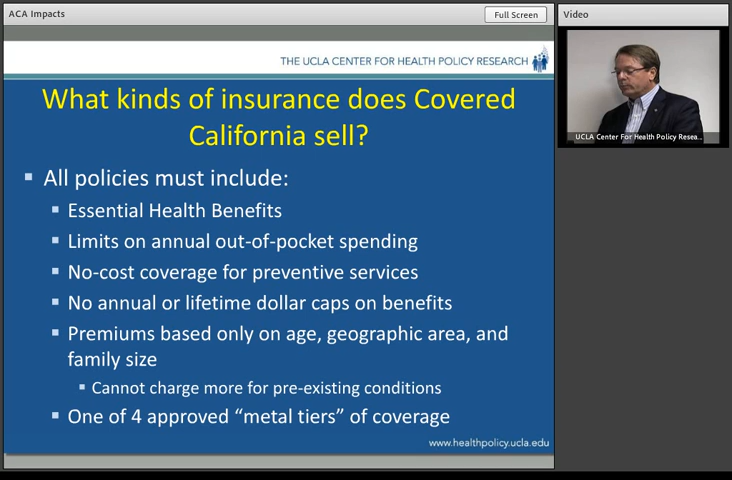 ACA Impacts
Full Screen
Video
THE UCLA CENTER FOR HEALTH POLICY RESEARCH
What kinds of insurance does Covered
California sell?
All policies must include:
Essential Health Benefits
Limits on annual out-of-pocket spending
No-cost coverage for preventive services
No annual or lifetime dollar caps on benefits
Premiums based only on age, geographic area, and
family size
Cannot charge more for pre-existing conditions
One of 4 approved “metal tiers” of coverage
www.healthpolicy.ucla.edu
UCLA Center For Health Policy Resea...